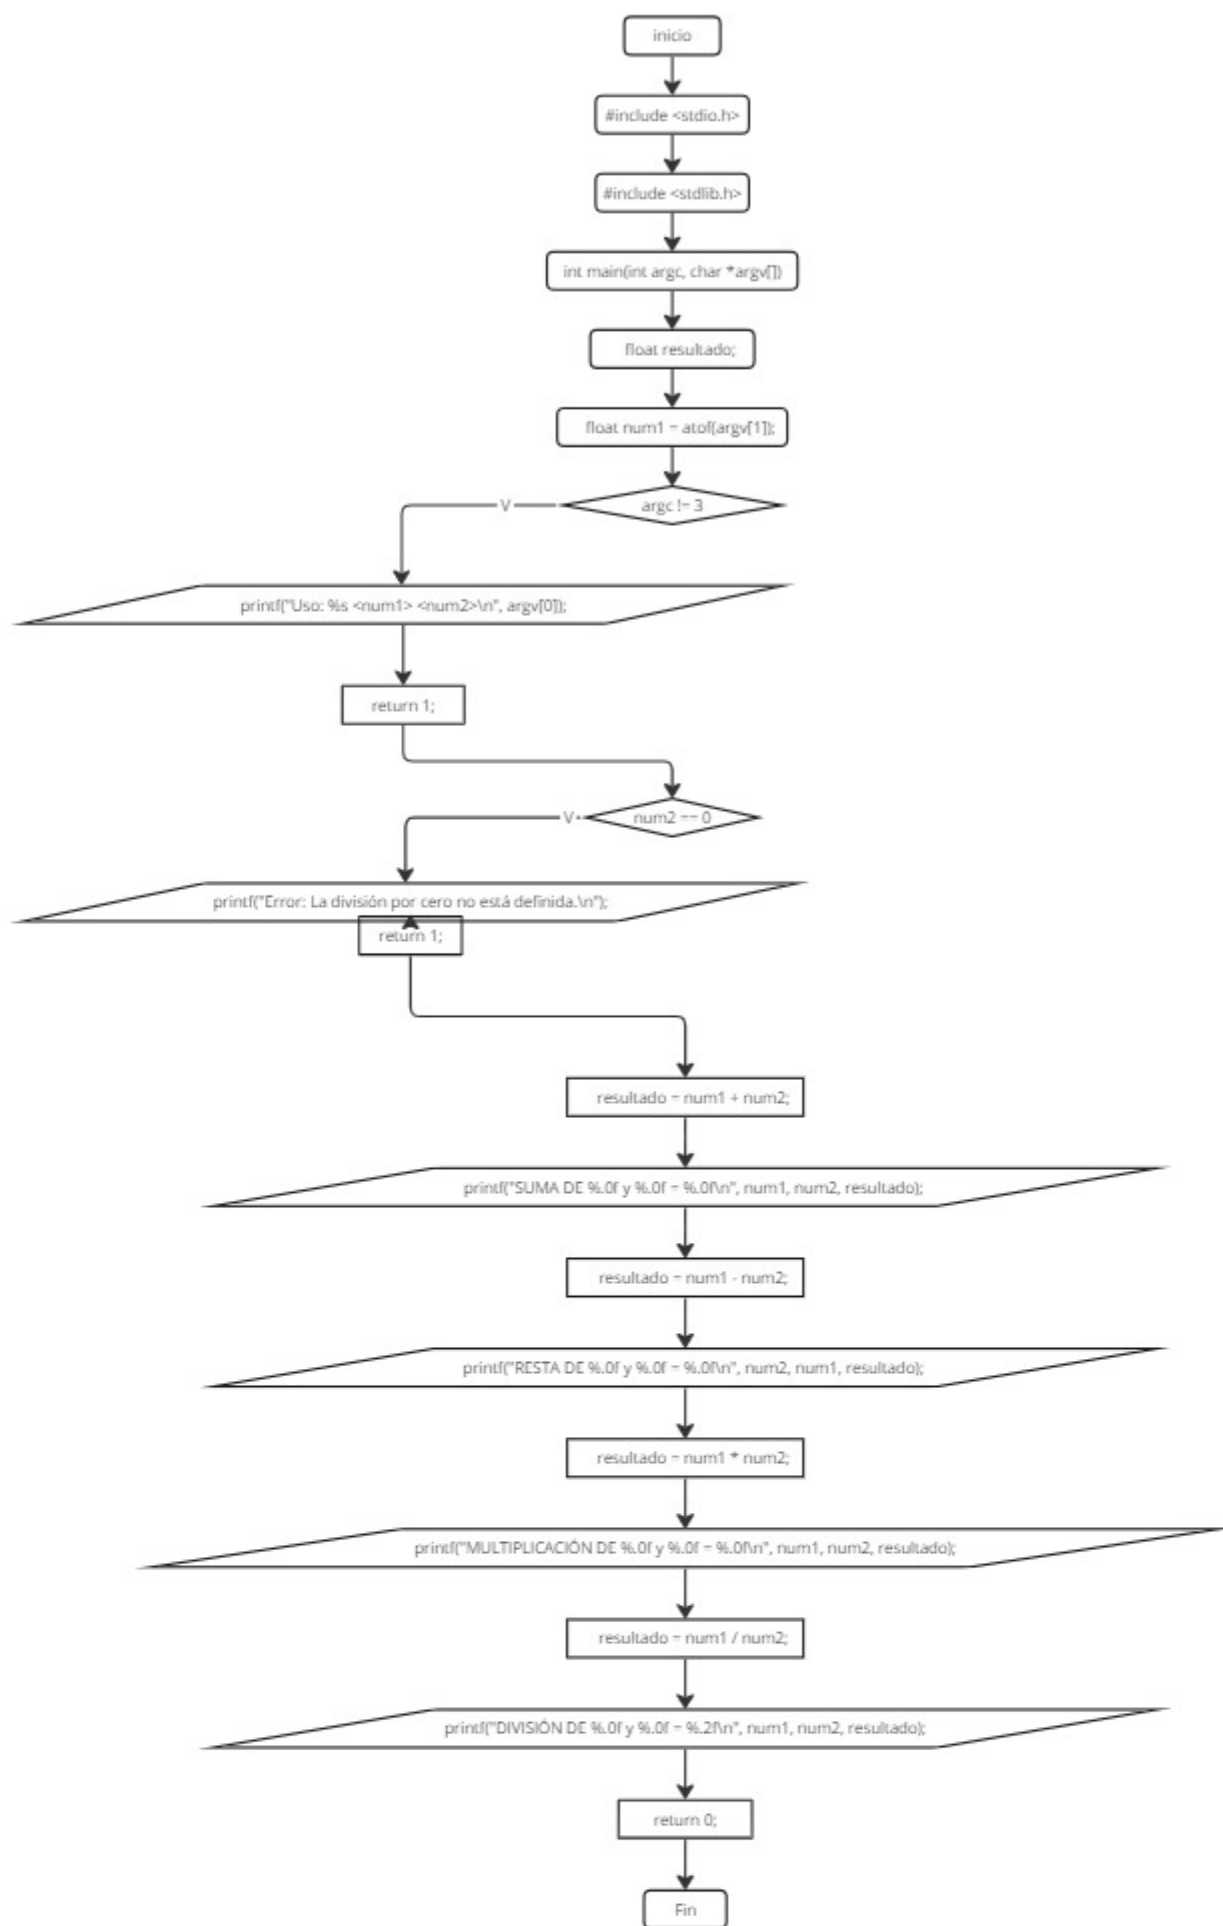 inicio
#include <stdio.h>
#include <stdlib.h>
int main(int argc, char *argv[])
float resultado;
float num1 = atof(argv[1]);
argc != 3
V
printf("Uso: %s <num1> <num2>\n", argv[0]);
return 1;
num2 == 0
V
printf("Error: La división por cero no está definida.\n");
return 1;
resultado = num1 + num2;
printf("SUMA DE %.0f y %.0f = %.0f\n", num1, num2, resultado);
resultado = num1 - num2;
printf("RESTA DE %.0f y %.0f = %.0f\n", num2, num1, resultado);
resultado = num1 * num2;
printf("MULTIPLICACIÓN DE %.0f y %.0f = %.0f\n", num1, num2, resultado);
resultado = num1 / num2;
printf("DIVISIÓN DE %.0f y %.0f = %.2f\n", num1, num2, resultado);
return 0;
Fin